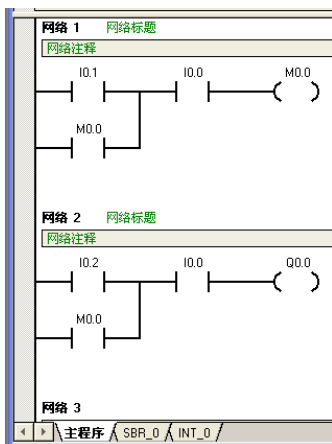 网络 1 网络标题
网络注释
I0.1 I0.0 M0.0
M0.0
网络 2 网络标题
网络注释
I0.2 I0.0 Q0.0
M0.0
网络 3
主程序 SBR_0 INT_0